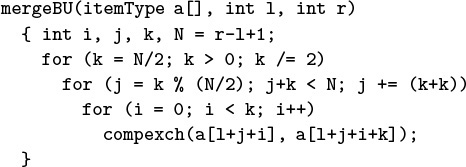 mergeBU(itemType a[], int l, int r)
  { int i, j, k, N = r-l+1;
    for (k = N/2; k > 0; k /= 2)
      for (j = k % (N/2); j+k < N; j += (k+k))
        for (i = 0; i < k; i++)
          compexch(a[l+j+i], a[l+j+i+k]);
  }